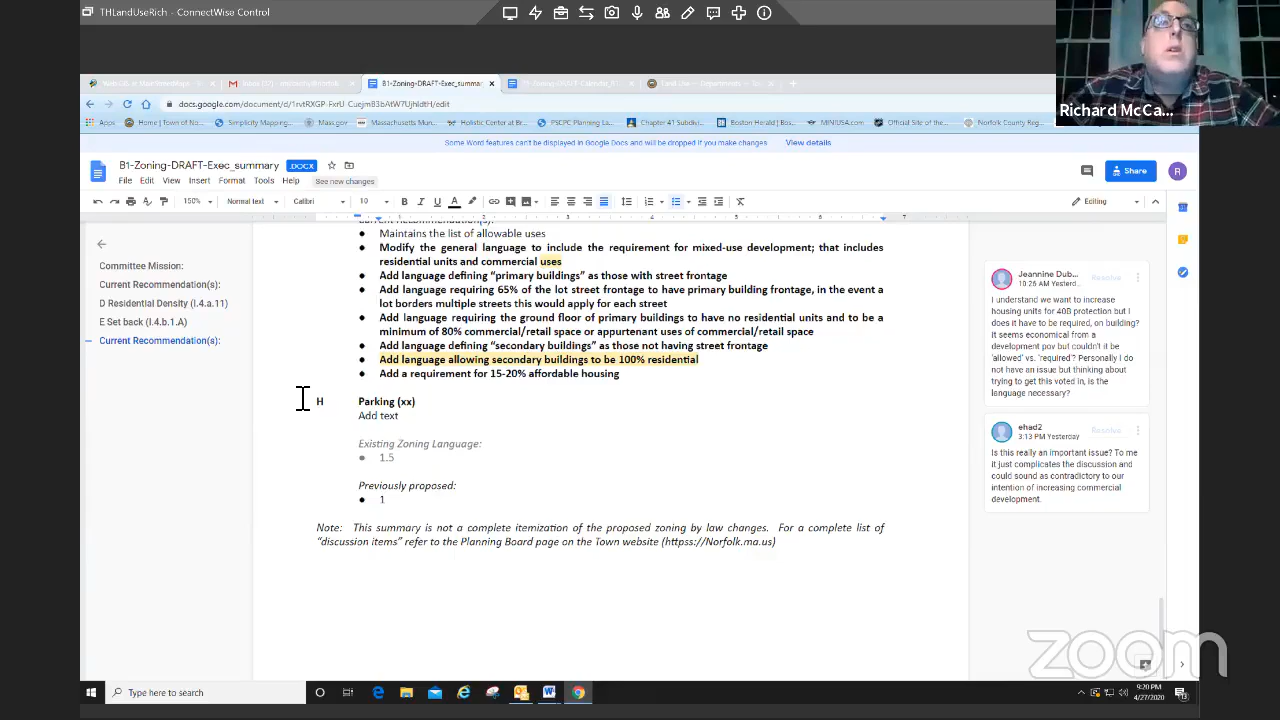 THLandUseRich - ConnectWise Control
Richard McCa...
B1-Zoning-DRAFT-Exec_summar
Apps Home | Town of No... Simplicity Mapping... Mass.gov Massachusetts Mun... Holistic Center at Br... PSCPC Planning La... Chapter 41 Subdivi... Boston Herald | Bos... MINIUSA.com Official Site of the... Norfolk County Reg...
Some Word features can't be displayed in Google Docs and will be dropped if you make changes View details
B1-Zoning-DRAFT-Exec_summary .DOCX
File Edit View Insert Format Tools Help See new changes
Share R
150% Normal text Calibri 10 B I U A Editing
Committee Mission:
Current Recommendation(s):
D Residential Density (I.4.a.11)
E Set back (I.4.b.1.A)
Current Recommendation(s):
Current Recommendation(s):
● Maintains the list of allowable uses
● Modify the general language to include the requirement for mixed-use development; that includes
residential units and commercial uses
● Add language defining “primary buildings” as those with street frontage
● Add language requiring 65% of the lot street frontage to have primary building frontage, in the event a
lot borders multiple streets this would apply for each street
● Add language requiring the ground floor of primary buildings to have no residential units and to be a
minimum of 80% commercial/retail space or appurtenant uses of commercial/retail space
● Add language defining “secondary buildings” as those not having street frontage
● Add language allowing secondary buildings to be 100% residential
● Add a requirement for 15-20% affordable housing
H Parking (xx)
Add text
Existing Zoning Language:
● 1.5
Previously proposed:
● 1
Note: This summary is not a complete itemization of the proposed zoning by law changes. For a complete list of
“discussion items” refer to the Planning Board page on the Town website (httpss://Norfolk.ma.us)
Jeannine Dub... Resolve
10:26 AM Yesterd...
I understand we want to increase
housing units for 40B protection but I
does it have to be required, on building?
It seems economical from a
development pov but couldn't it be
'allowed' vs. 'required'? Personally I do
not have an issue but thinking about
trying to get this voted in, is the
language necessary?
ehad2 Resolve
3:13 PM Yesterday
Is this really an important issue? To me
it just complicates the discussion and
could sound as contradictory to our
intention of increasing commercial
development.
zoom
Type here to search
9:20 PM
4/27/2020